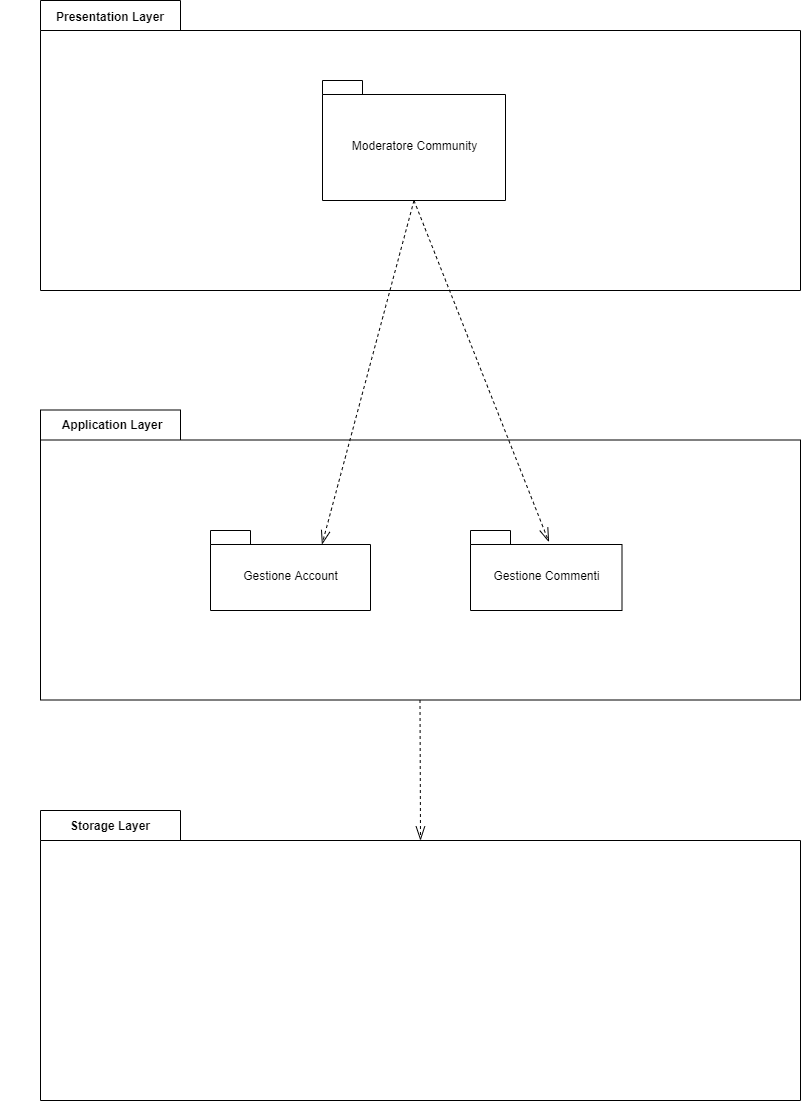 Presentation Layer
Moderatore Community
Application Layer
Gestione Account
Gestione Commenti
Storage Layer